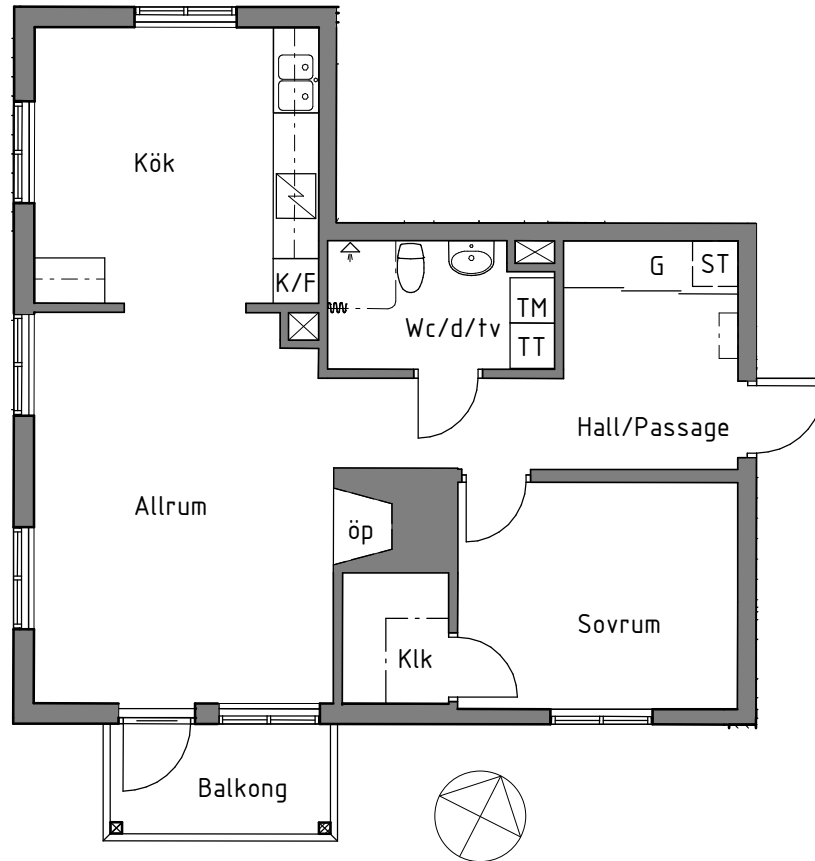 Kök
K/F
G
ST
Wc/d/tv
TM
TT
Hall/Passage
Allrum
öp
Klk
Sovrum
Balkong